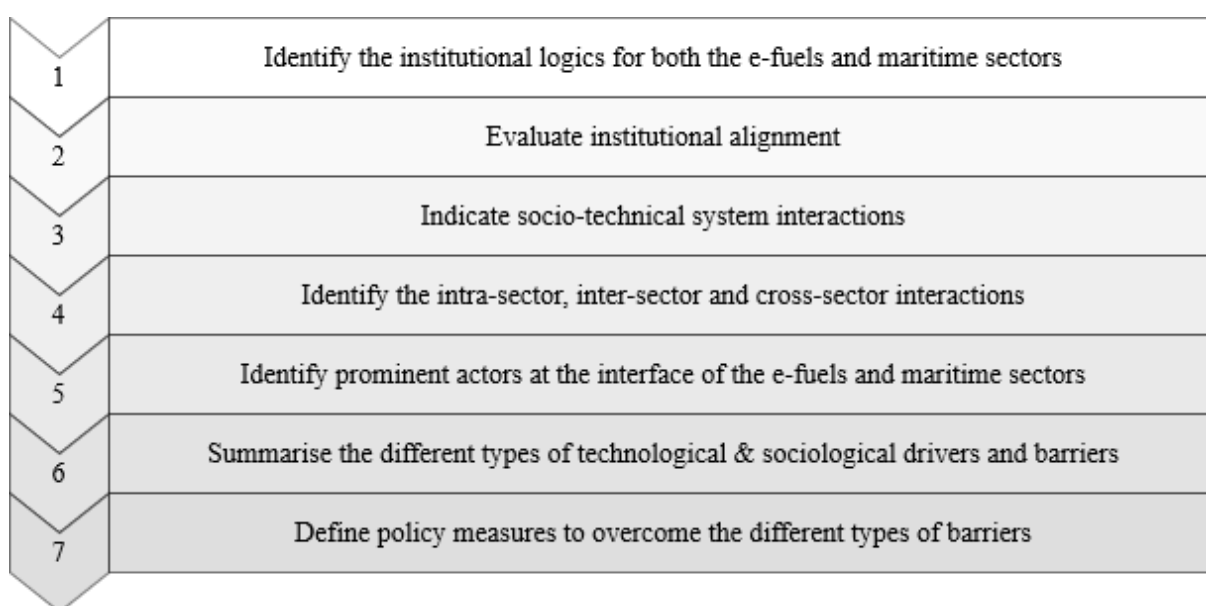 1 Identify the institutional logics for both the e-fuels and maritime sectors
2 Evaluate institutional alignment
3 Indicate socio-technical system interactions
4 Identify the intra-sector, inter-sector and cross-sector interactions
5 Identify prominent actors at the interface of the e-fuels and maritime sectors
6 Summarise the different types of technological & sociological drivers and barriers
7 Define policy measures to overcome the different types of barriers